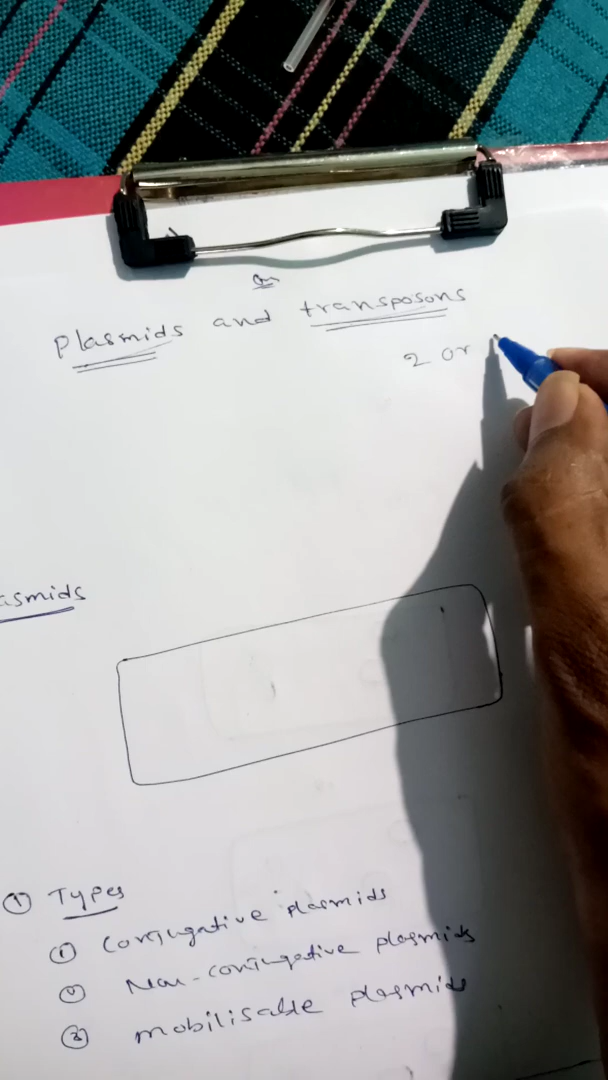 Plasmids and transposons
2 or
asmids
① Types
① Conjugative plasmids
② Non-conjugative plasmids
③ mobilisable plasmids